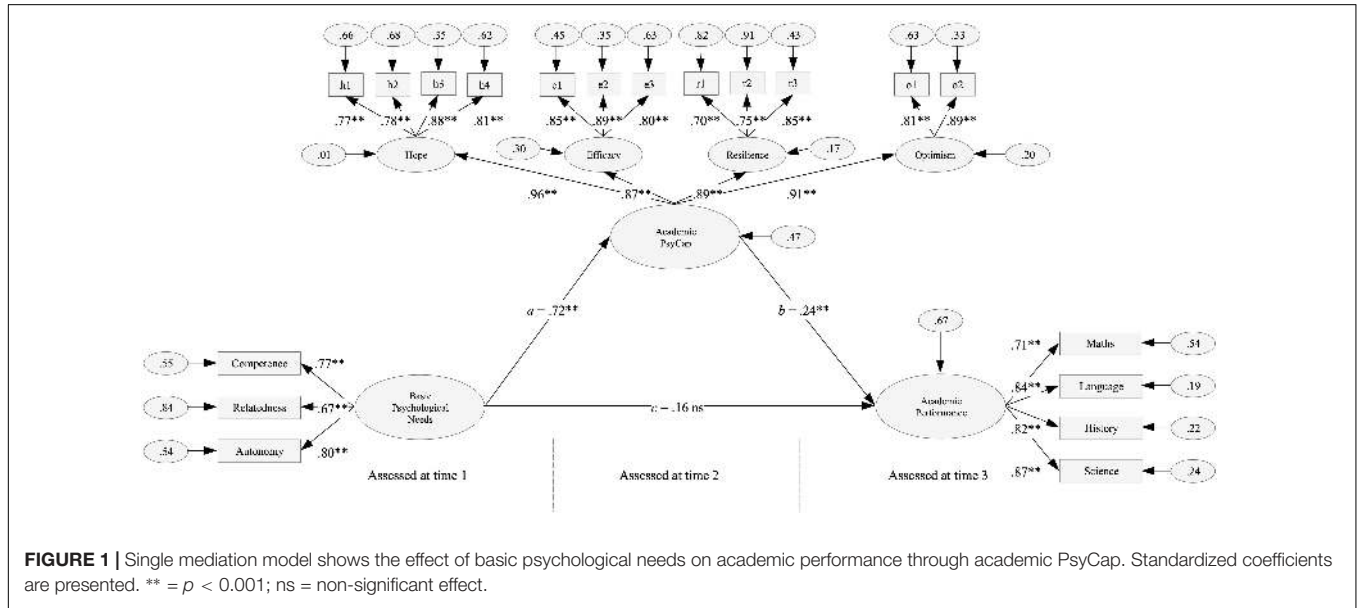 .66 .68 .35 .62 .45 .35 .63 .82 .91 .43 .63 .33
h1 h2 h3 h4 e1 e2 e3 r1 r2 r3 o1 o2
.77** .78** .88** .81** .85** .89** .80** .70** .75** .85** .81** .89**
.01 Hope .30 Efficacy Resilience .17 Optimism .20
.96** .87** .89** .91**
Academic
PsyCap
.47
a = .72** b = .24**
.67
.55 Competence .77**
.84 Relatedness .67**
.54 Autonomy .80**
Basic
Psychological
Needs
c = .16 ns
Academic
Performance
.71** Maths .54
.84** Language .19
.82** History .22
.87** Science .24
Assessed at time 1 Assessed at time 2 Assessed at time 3
FIGURE 1 | Single mediation model shows the effect of basic psychological needs on academic performance through academic PsyCap. Standardized coefficients
are presented. ** = p < 0.001; ns = non-significant effect.